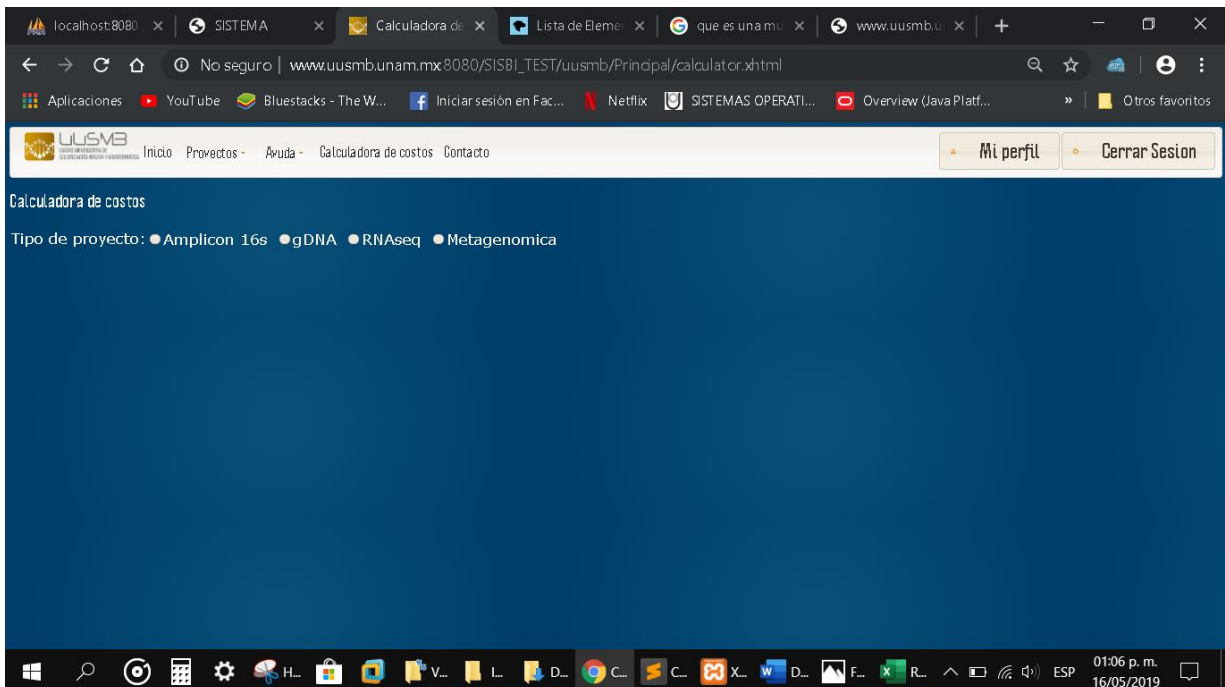 localhost:8080
SISTEMA
Calculadora de
Lista de Elemen
que es una mu
www.uusmb.u
No seguro | www.uusmb.unam.mx:8080/SISBI_TEST/uusmb/Principal/calculator.xhtml
Aplicaciones
YouTube
Bluestacks - The W...
Iniciar sesión en Fac...
Netflix
SISTEMAS OPERATI...
Overview (Java Platf...
»
Otros favoritos
UUSMB
Inicio
Proyectos
Ayuda
Calculadora de costos
Contacto
Mi perfil
Cerrar Sesion
Calculadora de costos
Tipo de proyecto: Amplicon 16s gDNA RNAseq Metagenomica
H...
V...
I...
D...
C...
C...
X...
D...
F...
R...
ESP
01:06 p. m.
16/05/2019